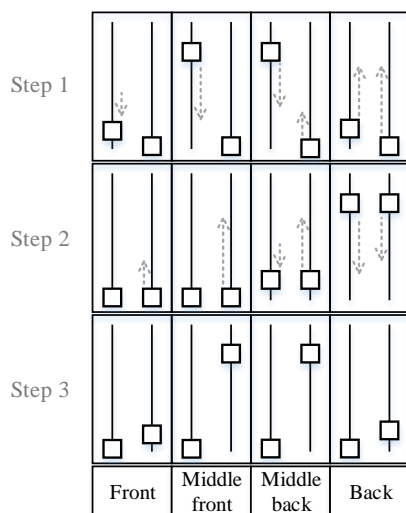 Step 1
Step 2
Step 3
Front
Middle
front
Middle
back
Back